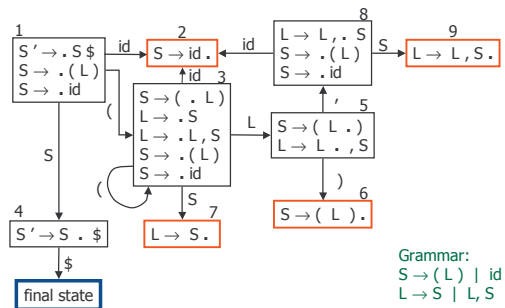 1
S' → . S $
S → . ( L )
S → . id
id
2
S → id .
id
8
L → L , . S
S → . ( L )
S → . id
S
9
L → L , S .
(
id
3
S → ( . L )
L → . S
L → . L , S
S → . ( L )
S → . id
L
,
5
S → ( L . )
L → L . , S
S
(
S
)
4
S' → S . $
7
L → S .
6
S → ( L ) .
$
final state
Grammar:
S → ( L ) | id
L → S | L , S